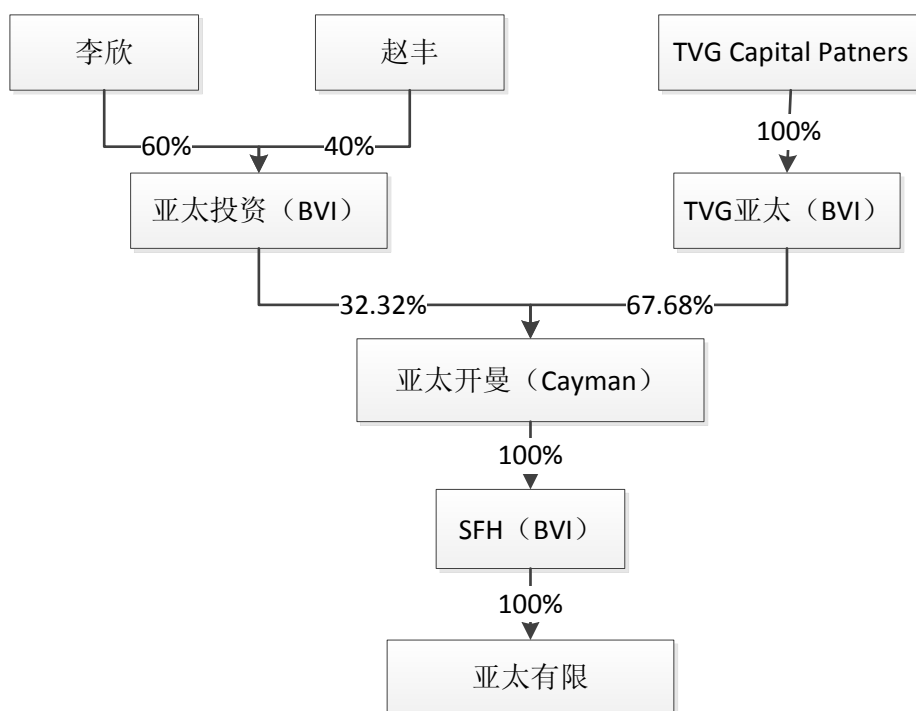 李欣
赵丰
TVG Capital Patners
60%
40%
100%
亚太投资（BVI）
TVG亚太（BVI）
32.32%
67.68%
亚太开曼（Cayman）
100%
SFH（BVI）
100%
亚太有限